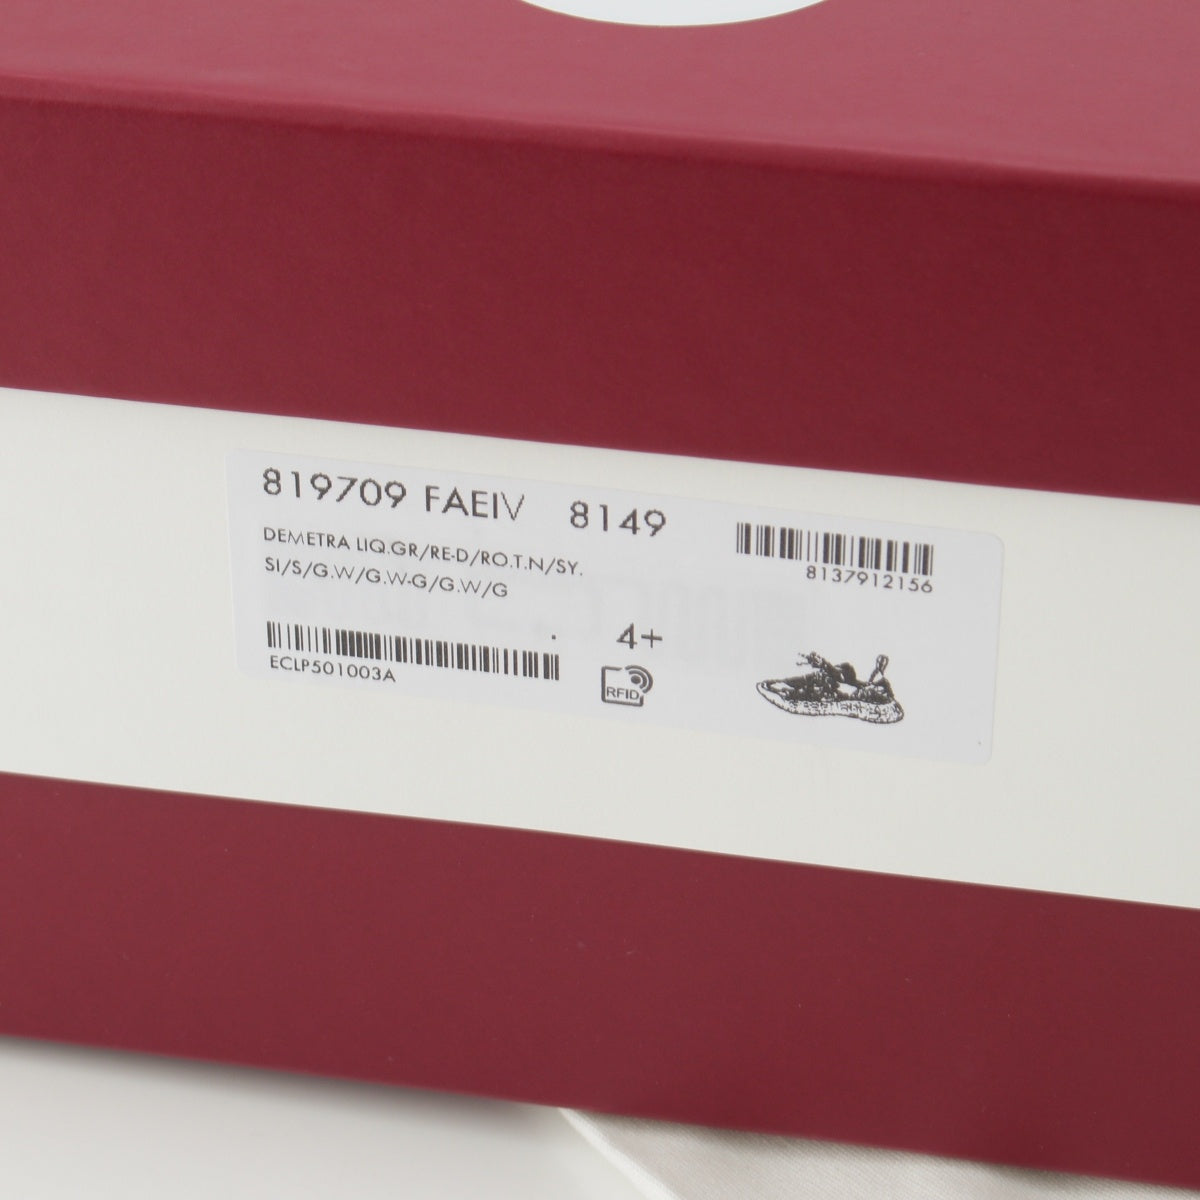 819709 FAEIV 8149
DEMETRA LIQ.GR/RE-D/RO.T.N/SY.
SI/S/G.W/G.W-G/G.W/G
8137912156
ECLP501003A
4+
RFID